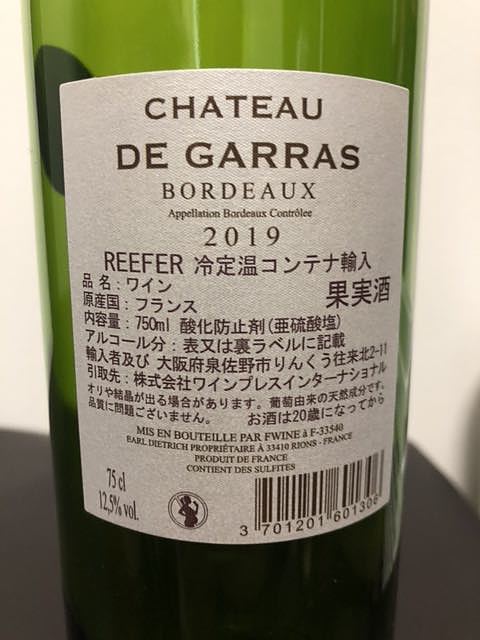 CHATEAU
DE GARRAS
BORDEAUX
Appellation Bordeaux Contrôlee
2019
REEFER 冷定温コンテナ輸入
品 名：ワイン 果実酒
原産国：フランス
内容量：750ml 酸化防止剤(亜硫酸塩)
アルコール分：表又は裏ラベルに記載
輸入者及び 大阪府泉佐野市りんくう往来北2-11
引取先：株式会社ワインプレスインターナショナル
オリや結晶が出る場合があります。葡萄由来の天然成分です。
品質に問題ございません。 お酒は20歳になってから
MIS EN BOUTEILLE PAR FWINE à F-33540
EARL DIETRICH PROPRIÉTAIRE À 33410 RIONS - FRANCE
PRODUIT DE FRANCE
CONTIENT DES SULFITES
75 cl
12,5% vol.
3 701201 601308